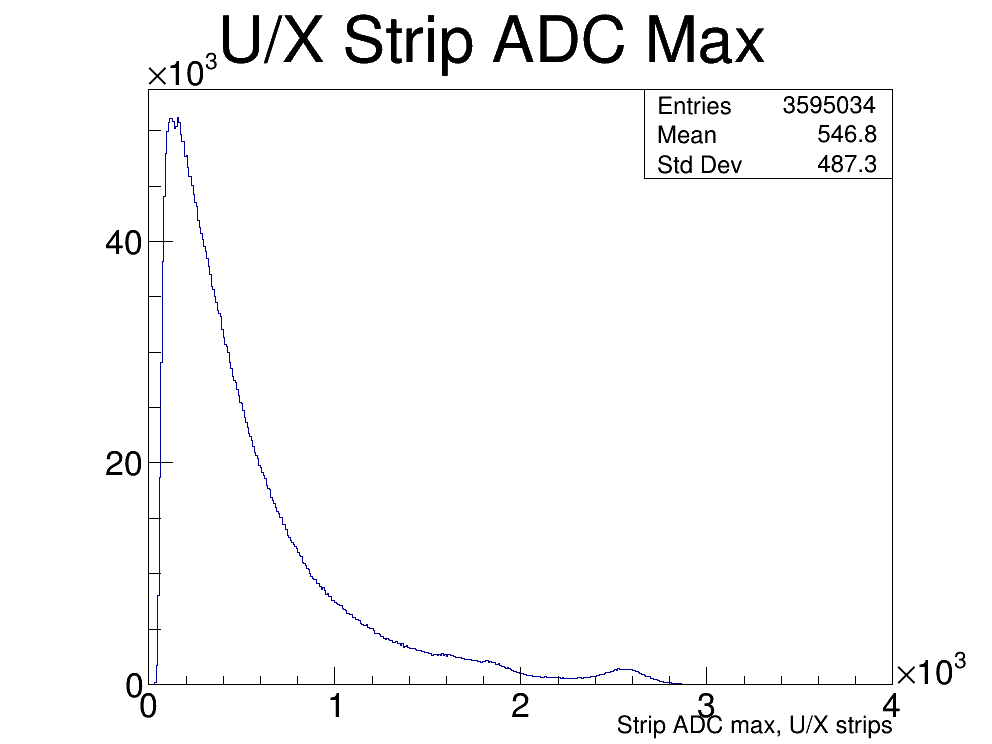 U/X Strip ADC Max
×10³
Entries 3595034
Mean 546.8
Std Dev 487.3
40
20
0
0 1 2 3 4
×10³
Strip ADC max, U/X strips